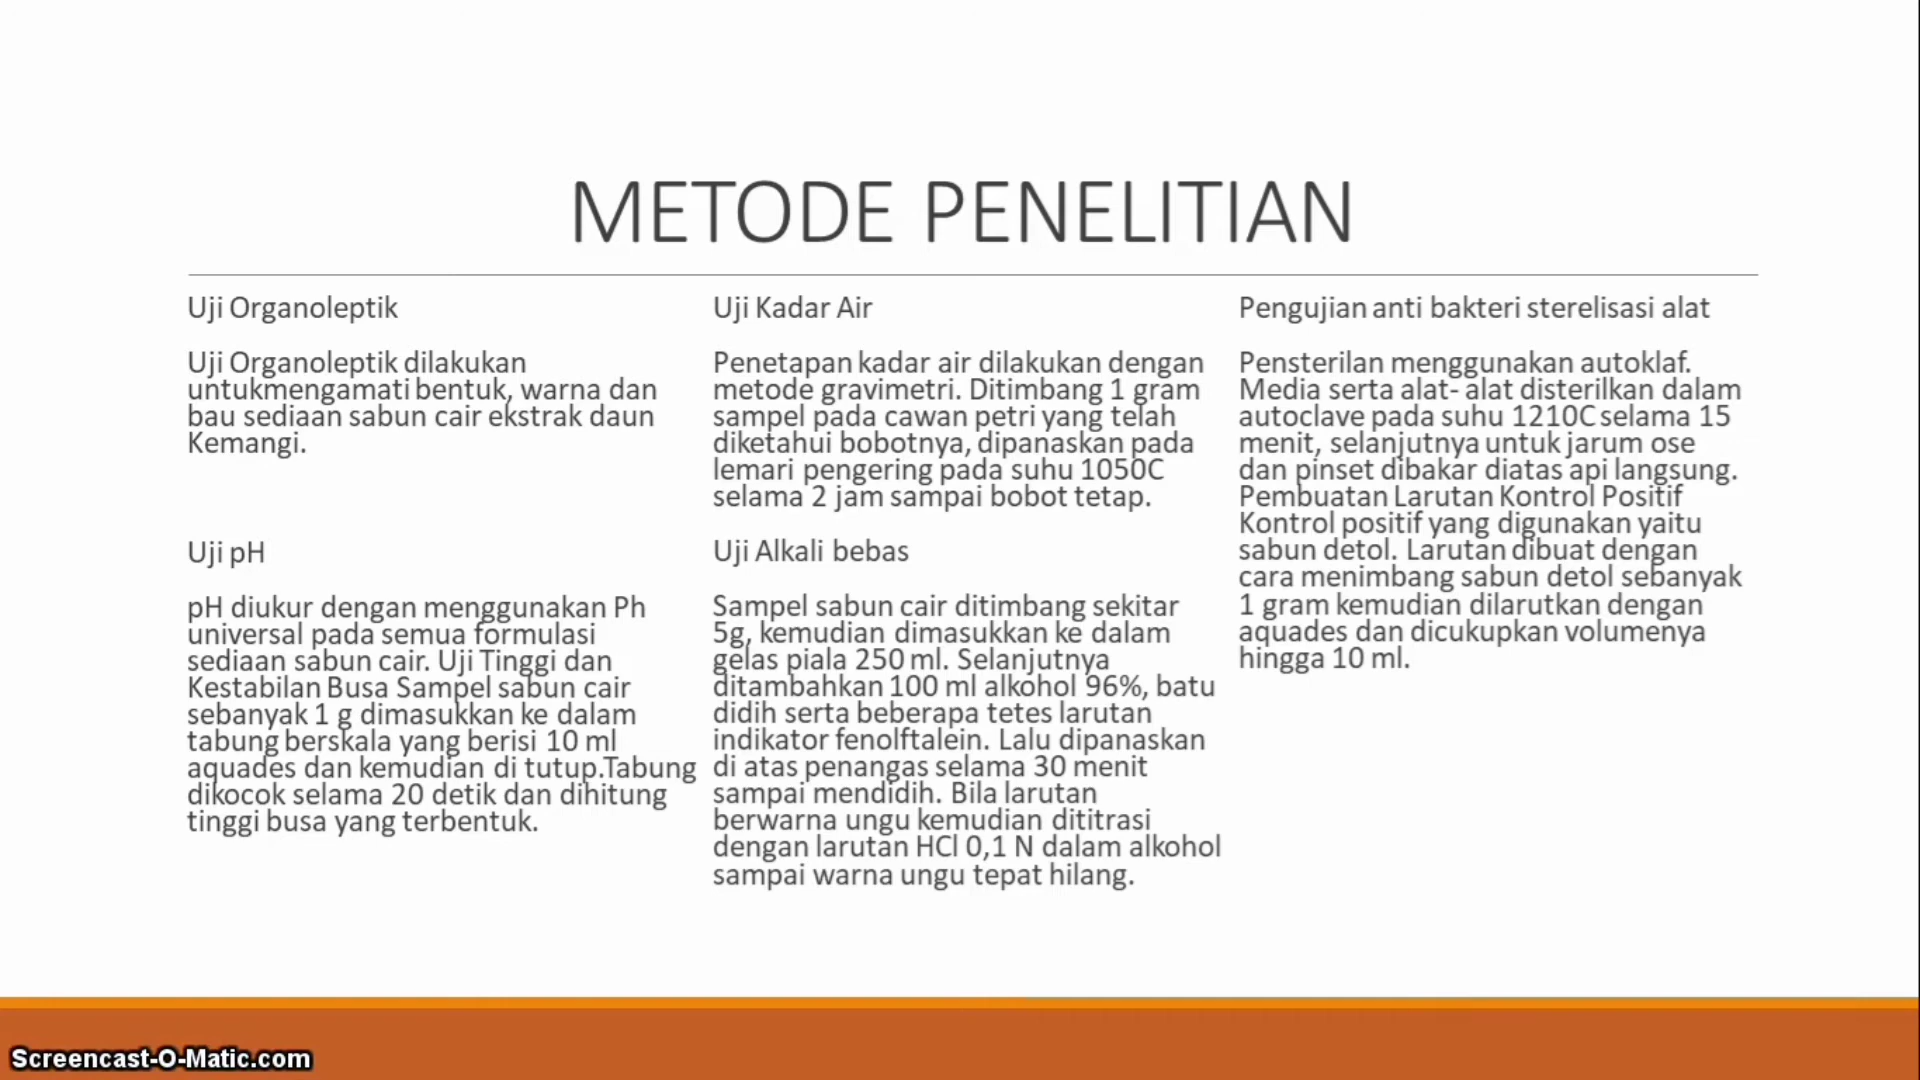 METODE PENELITIAN
Uji Organoleptik
Uji Organoleptik dilakukan
untukmengamati bentuk, warna dan
bau sediaan sabun cair ekstrak daun
Kemangi.
Uji pH
pH diukur dengan menggunakan Ph
universal pada semua formulasi
sediaan sabun cair. Uji Tinggi dan
Kestabilan Busa Sampel sabun cair
sebanyak 1 g dimasukkan ke dalam
tabung berskala yang berisi 10 ml
aquades dan kemudian di tutup.Tabung
dikocok selama 20 detik dan dihitung
tinggi busa yang terbentuk.
Uji Kadar Air
Penetapan kadar air dilakukan dengan
metode gravimetri. Ditimbang 1 gram
sampel pada cawan petri yang telah
diketahui bobotnya, dipanaskan pada
lemari pengering pada suhu 1050C
selama 2 jam sampai bobot tetap.
Uji Alkali bebas
Sampel sabun cair ditimbang sekitar
5g, kemudian dimasukkan ke dalam
gelas piala 250 ml. Selanjutnya
ditambahkan 100 ml alkohol 96%, batu
didih serta beberapa tetes larutan
indikator fenolftalein. Lalu dipanaskan
di atas penangas selama 30 menit
sampai mendidih. Bila larutan
berwarna ungu kemudian dititrasi
dengan larutan HCl 0,1 N dalam alkohol
sampai warna ungu tepat hilang.
Pengujian anti bakteri sterelisasi alat
Pensterilan menggunakan autoklaf.
Media serta alat- alat disterilkan dalam
autoclave pada suhu 1210C selama 15
menit, selanjutnya untuk jarum ose
dan pinset dibakar diatas api langsung.
Pembuatan Larutan Kontrol Positif
Kontrol positif yang digunakan yaitu
sabun detol. Larutan dibuat dengan
cara menimbang sabun detol sebanyak
1 gram kemudian dilarutkan dengan
aquades dan dicukupkan volumenya
hingga 10 ml.
Screencast-O-Matic.com